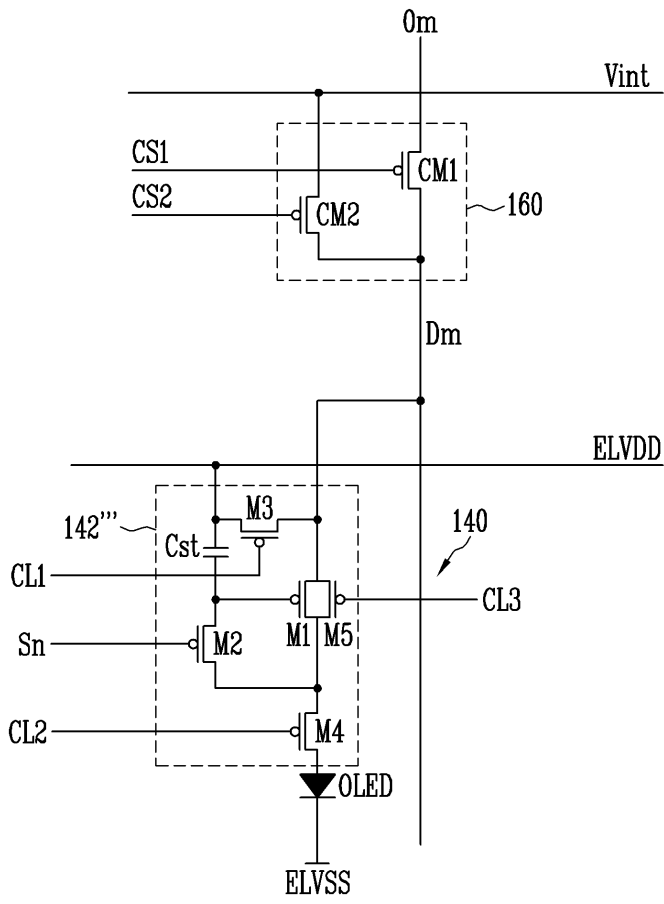 Om
Vint
CS1
CM1
CS2
CM2
160
Dm
ELVDD
142'''
M3
140
Cst
CL1
CL3
M1 M5
Sn
M2
CL2
M4
OLED
ELVSS